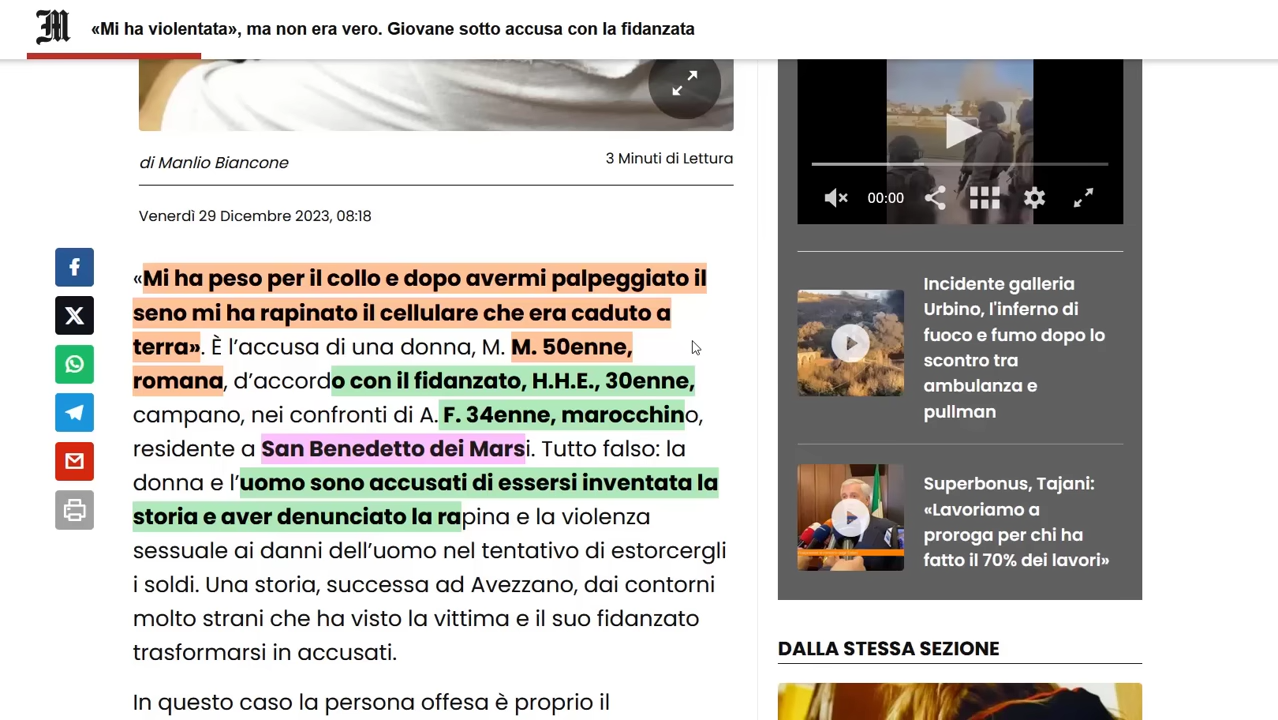 M
«Mi ha violentata», ma non era vero. Giovane sotto accusa con la fidanzata
di Manlio Biancone
3 Minuti di Lettura
Venerdì 29 Dicembre 2023, 08:18
«Mi ha peso per il collo e dopo avermi palpeggiato il
seno mi ha rapinato il cellulare che era caduto a
terra». È l’accusa di una donna, M. M. 50enne,
romana, d’accordo con il fidanzato, H.H.E., 30enne,
campano, nei confronti di A. F. 34enne, marocchino,
residente a San Benedetto dei Marsi. Tutto falso: la
donna e l’uomo sono accusati di essersi inventata la
storia e aver denunciato la rapina e la violenza
sessuale ai danni dell’uomo nel tentativo di estorcergli
i soldi. Una storia, successa ad Avezzano, dai contorni
molto strani che ha visto la vittima e il suo fidanzato
trasformarsi in accusati.
In questo caso la persona offesa è proprio il
00:00
Incidente galleria
Urbino, l'inferno di
fuoco e fumo dopo lo
scontro tra
ambulanza e
pullman
Superbonus, Tajani:
«Lavoriamo a
proroga per chi ha
fatto il 70% dei lavori»
DALLA STESSA SEZIONE